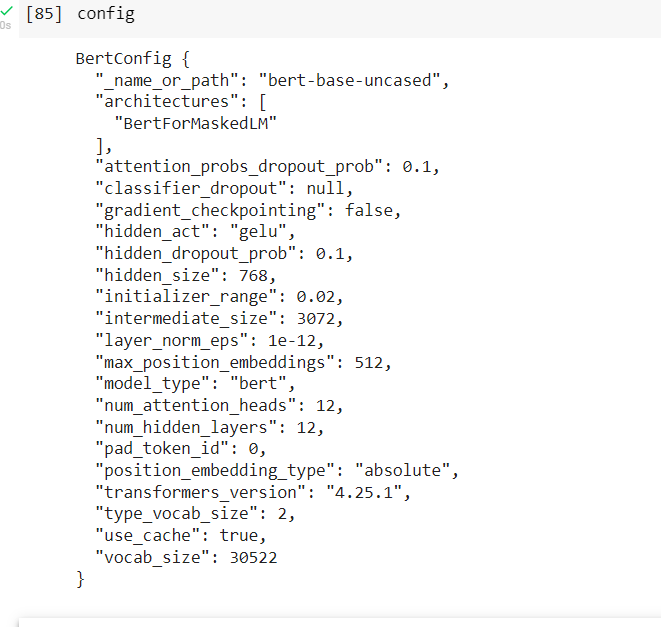 [85] config
0s
BertConfig {
"_name_or_path": "bert-base-uncased",
"architectures": [
"BertForMaskedLM"
],
"attention_probs_dropout_prob": 0.1,
"classifier_dropout": null,
"gradient_checkpointing": false,
"hidden_act": "gelu",
"hidden_dropout_prob": 0.1,
"hidden_size": 768,
"initializer_range": 0.02,
"intermediate_size": 3072,
"layer_norm_eps": 1e-12,
"max_position_embeddings": 512,
"model_type": "bert",
"num_attention_heads": 12,
"num_hidden_layers": 12,
"pad_token_id": 0,
"position_embedding_type": "absolute",
"transformers_version": "4.25.1",
"type_vocab_size": 2,
"use_cache": true,
"vocab_size": 30522
}